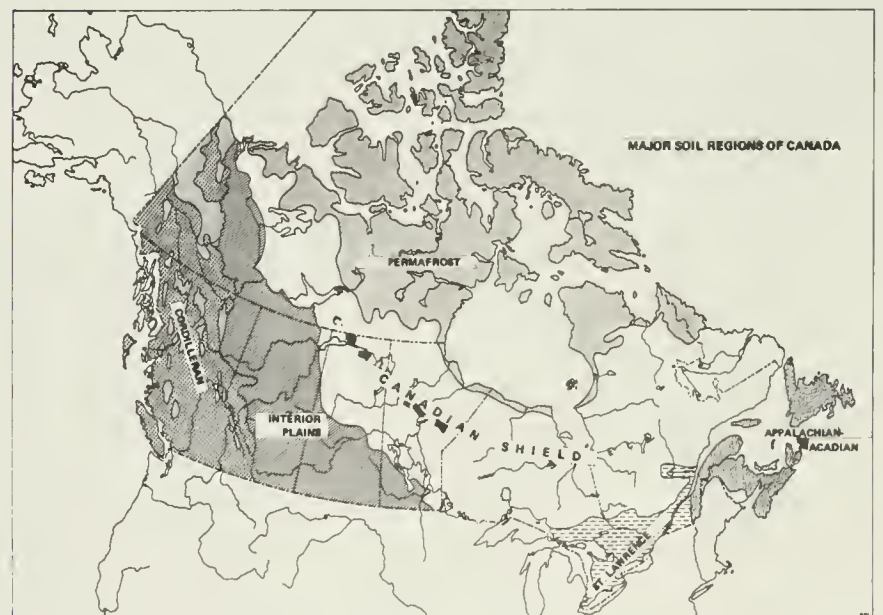 MAJOR SOIL REGIONS OF CANADA
PERMAFROST
CORDILLERAN
INTERIOR
PLAINS
CANADIAN
SHIELD
APPALACHIAN-
ACADIAN
ST LAWRENCE